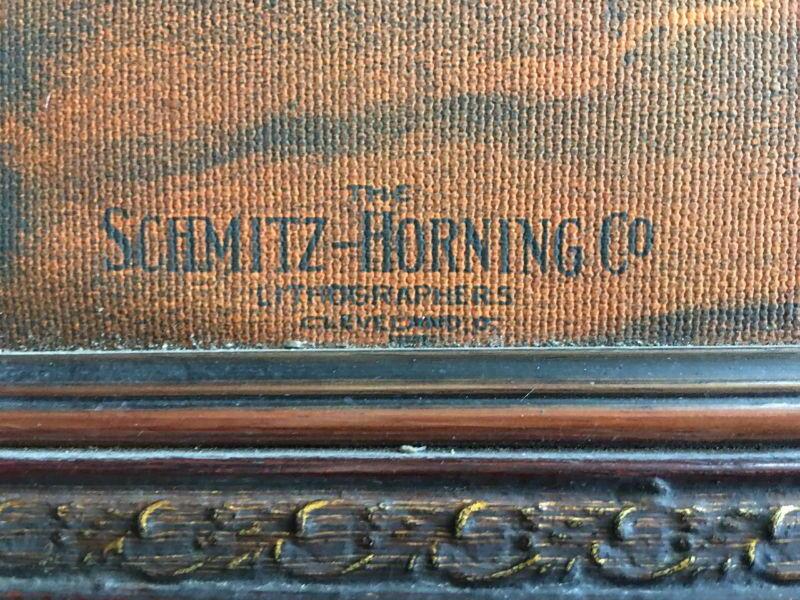 THE
SCHMITZ-HORNING CO
LITHOGRAPHERS
CLEVELAND, O.